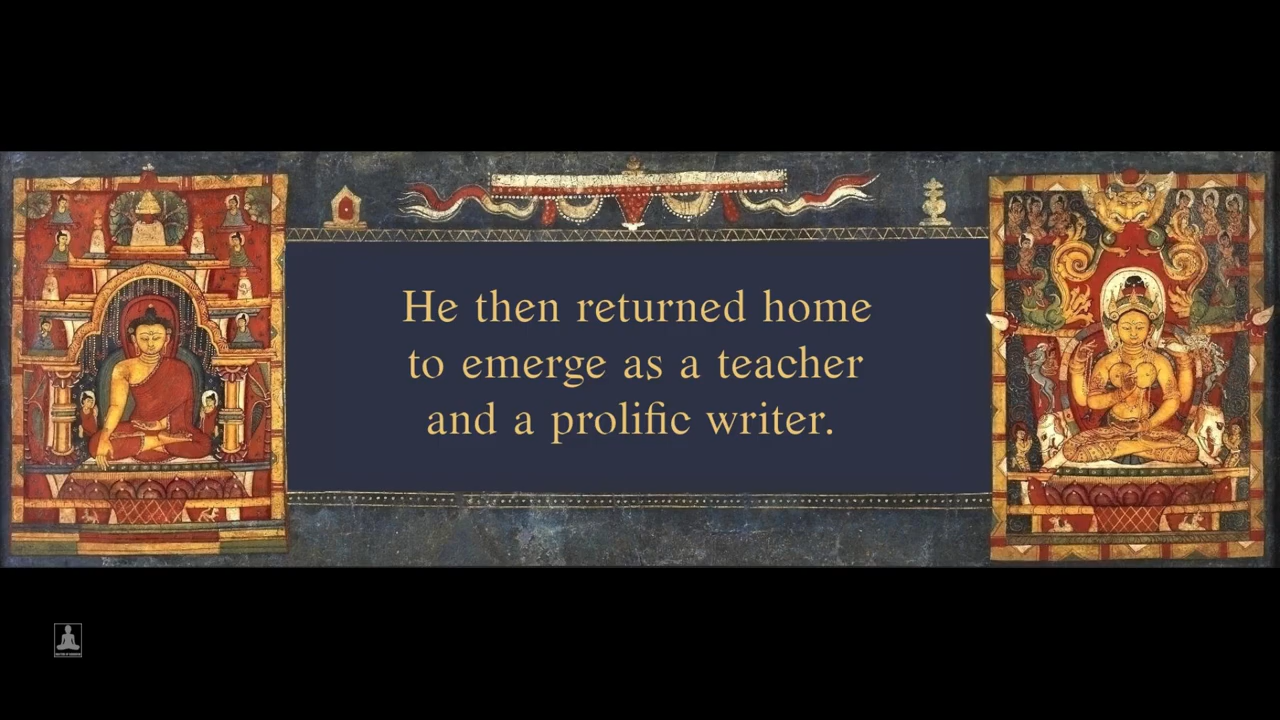 He then returned home
to emerge as a teacher
and a prolific writer.